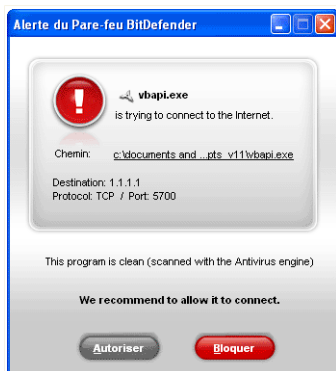 Alerte du Pare-feu BitDefender
vbapi.exe
is trying to connect to the Internet.
Chemin: c:\documents and ...pts_v11\vbapi.exe
Destination: 1.1.1.1
Protocol: TCP / Port: 5700
This program is clean (scanned with the Antivirus engine)
We recommend to allow it to connect.
Autoriser Bloquer